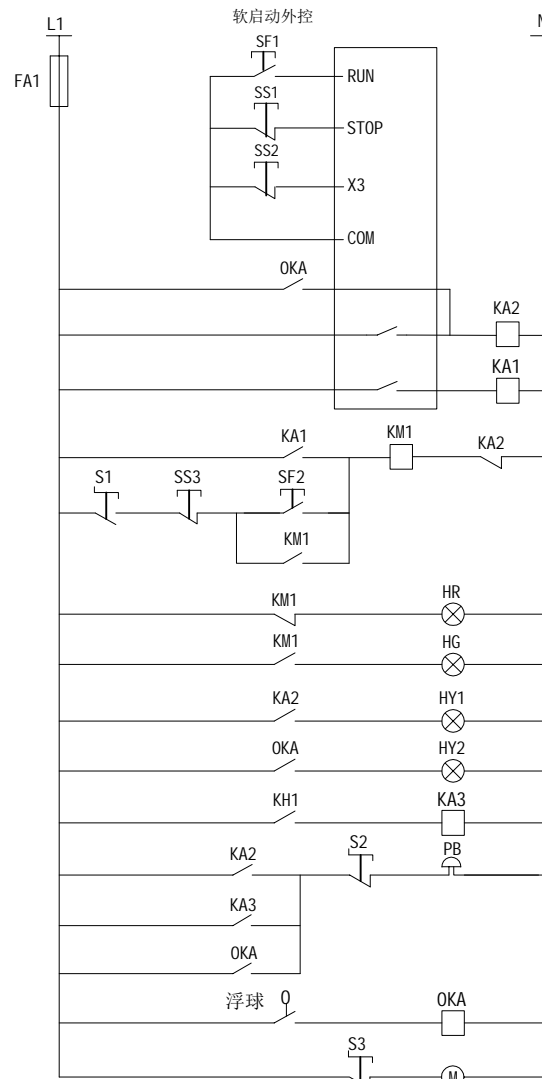 软启动外控
L1
N
SF1
FA1
RUN
SS1
STOP
SS2
X3
COM
OKA
KA2
KA1
KA1
KM1
KA2
S1
SS3
SF2
KM1
KM1
HR
KM1
HG
KA2
HY1
OKA
HY2
KH1
KA3
KA2
S2
PB
KA3
OKA
浮球
O
OKA
S3
M